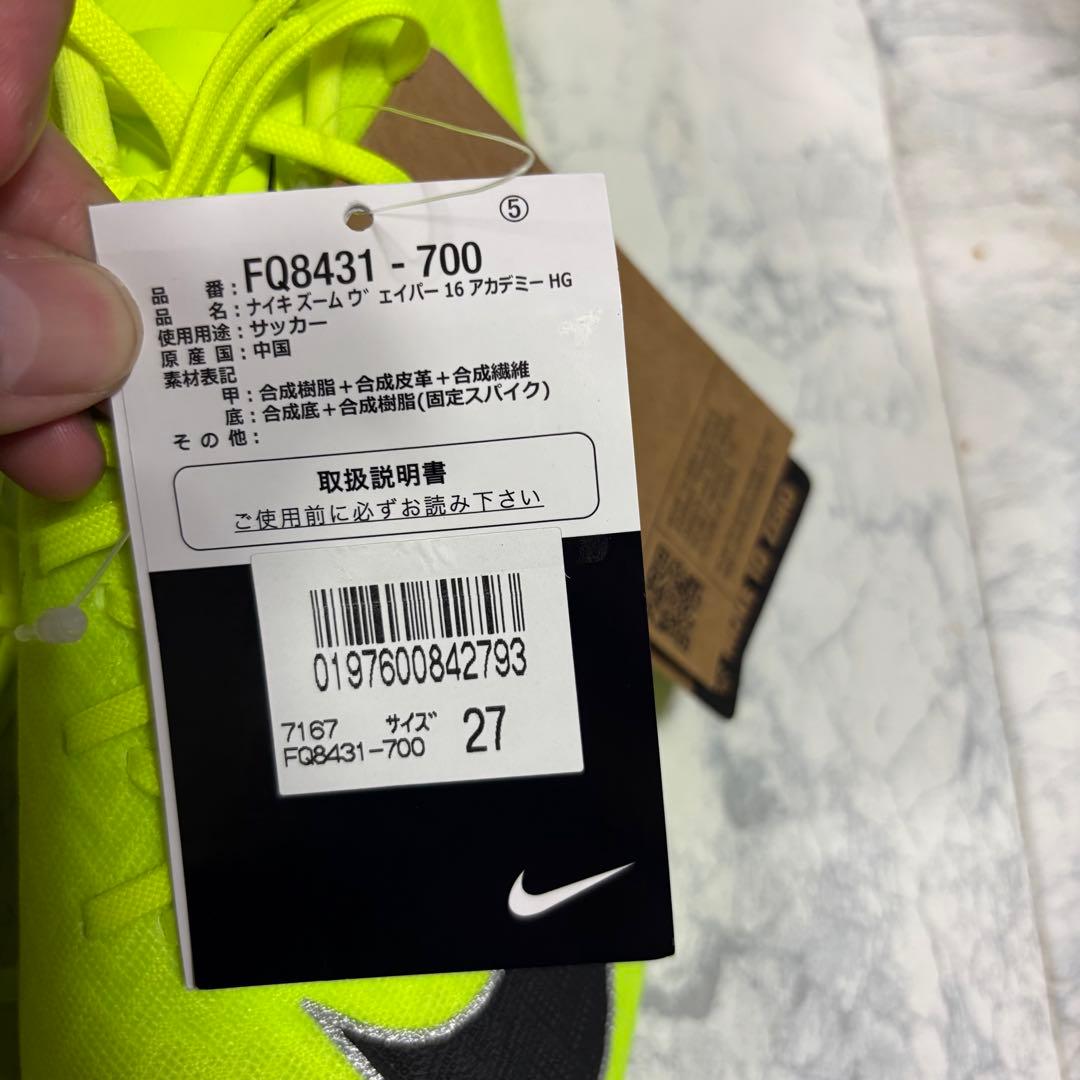 ⑤
品 番：FQ8431 - 700
品 名：ナイキ ズーム ヴェイパー 16 アカデミー HG
使用用途：サッカー
原産国：中国
素材表記
甲：合成樹脂＋合成皮革＋合成繊維
底：合成底＋合成樹脂(固定スパイク)
その他：
取扱説明書
ご使用前に必ずお読み下さい
0197600842793
7167 サイズ 27
FQ8431-700